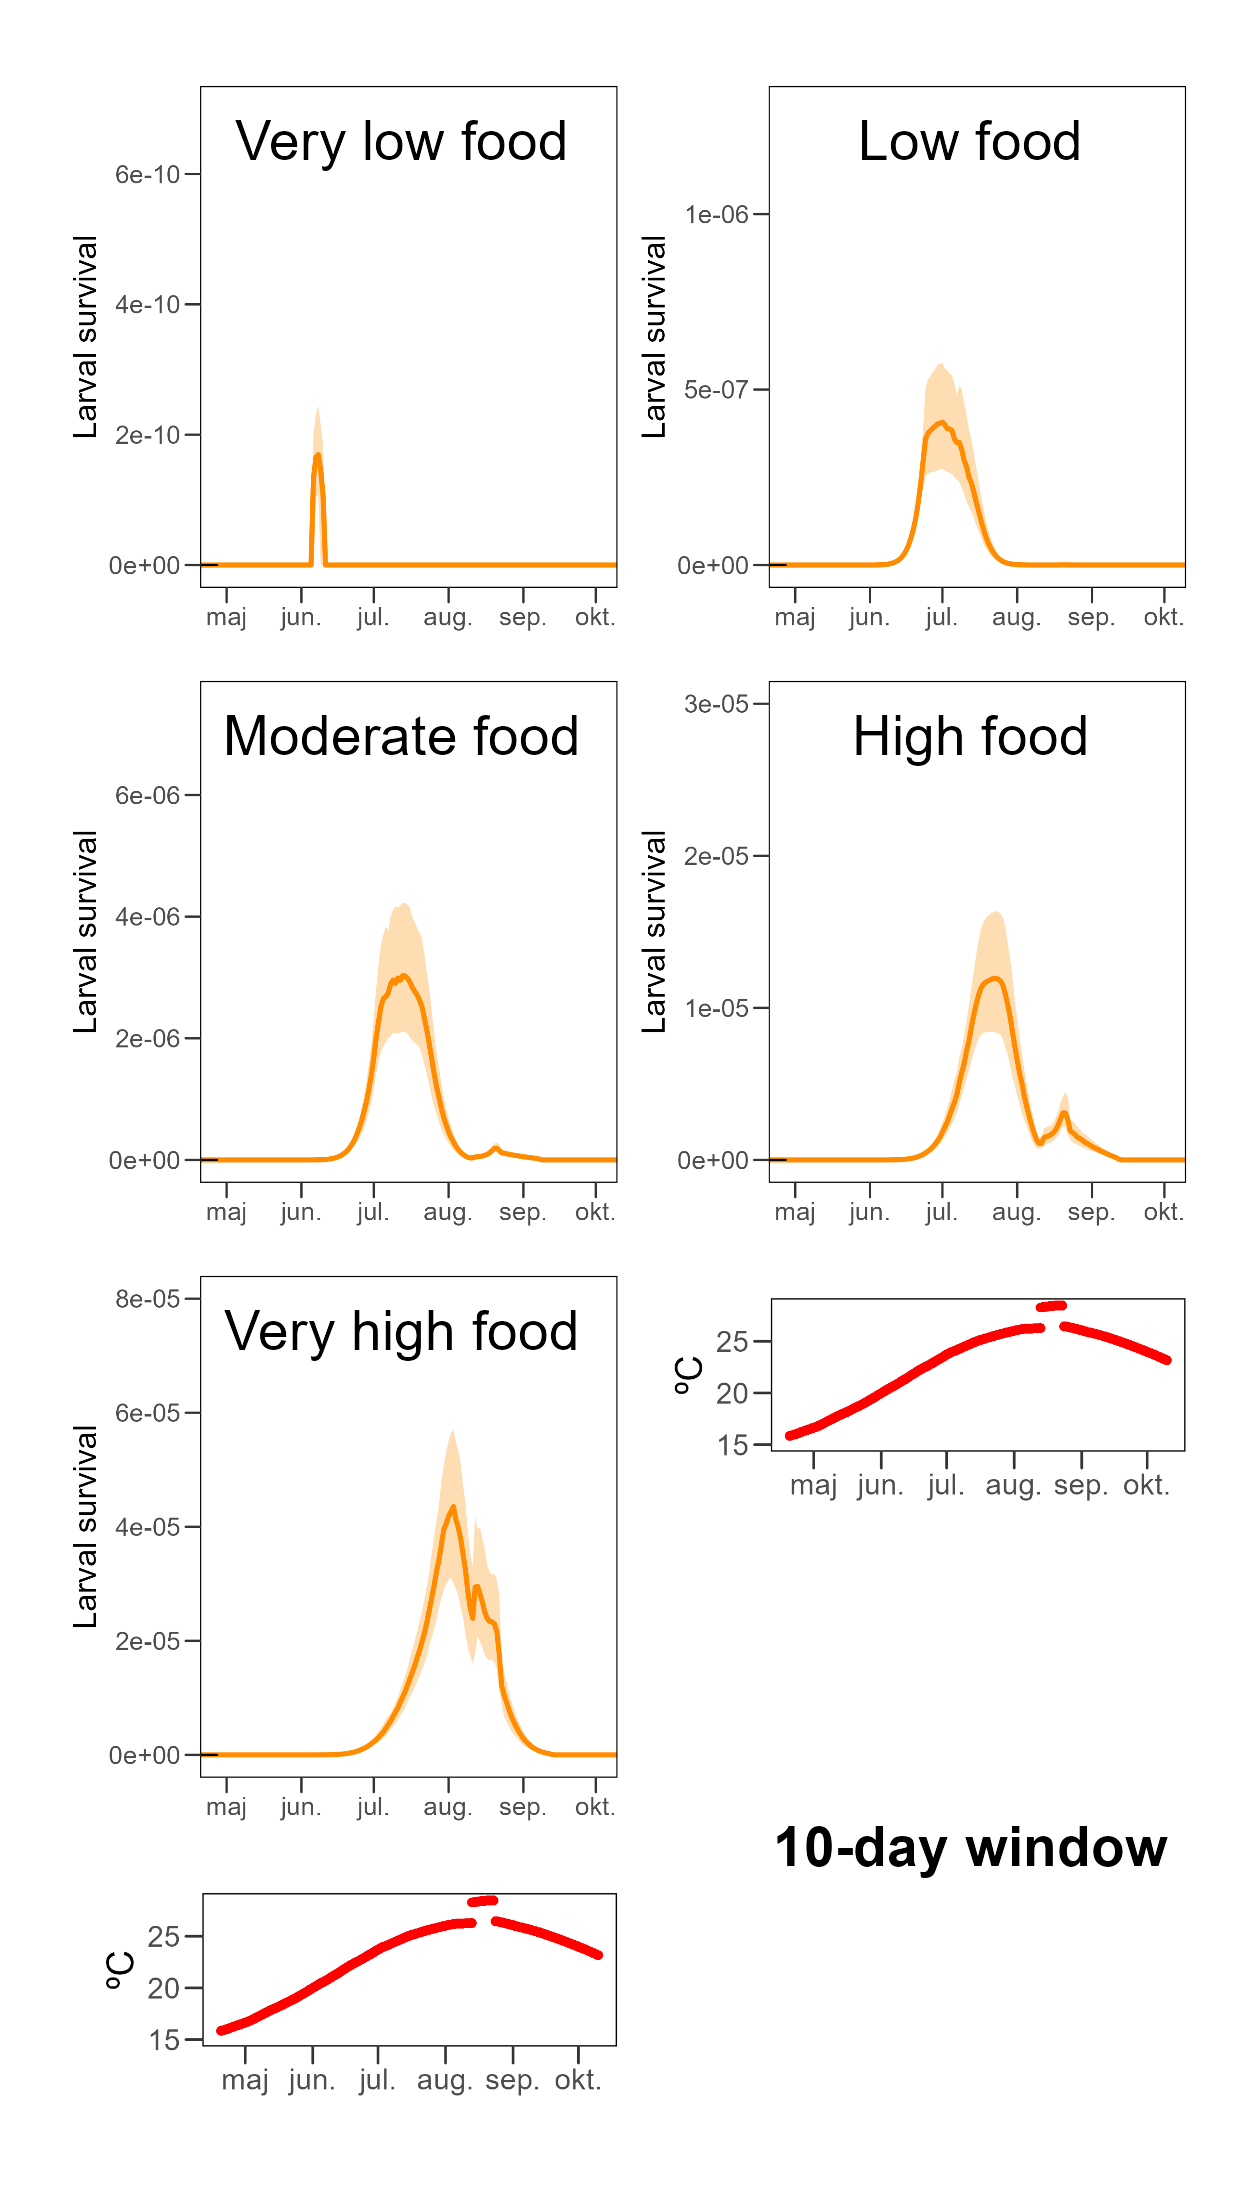 Very low food
Larval survival
6e-10
4e-10
2e-10
0e+00
maj jun. jul. aug. sep. okt.
Low food
Larval survival
1e-06
5e-07
0e+00
maj jun. jul. aug. sep. okt.
Moderate food
Larval survival
6e-06
4e-06
2e-06
0e+00
maj jun. jul. aug. sep. okt.
High food
Larval survival
3e-05
2e-05
1e-05
0e+00
maj jun. jul. aug. sep. okt.
Very high food
Larval survival
8e-05
6e-05
4e-05
2e-05
0e+00
maj jun. jul. aug. sep. okt.
ºC
25
20
15
maj jun. jul. aug. sep. okt.
10-day window
ºC
25
20
15
maj jun. jul. aug. sep. okt.